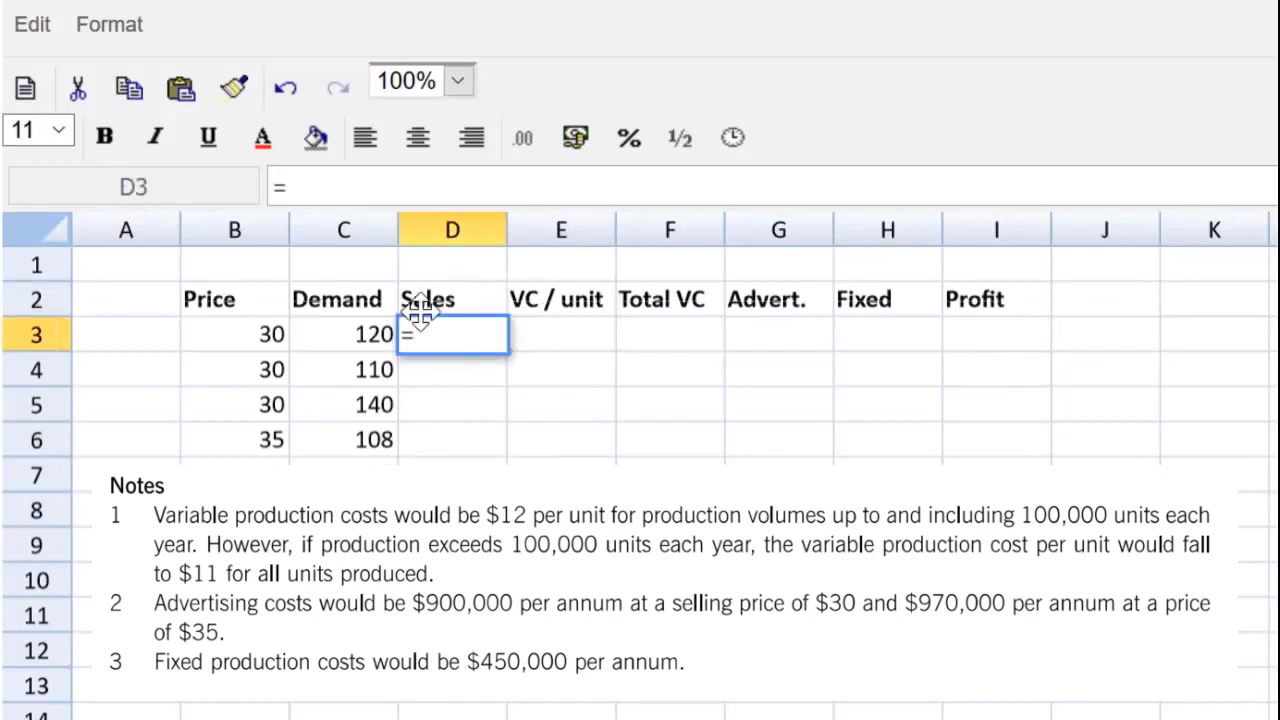 Edit Format
100%
11 B I U A .00 % 1/2
D3 =
A B C D E F G H I J K
1
2 Price Demand Sales VC / unit Total VC Advert. Fixed Profit
3 30 120 =
4 30 110
5 30 140
6 35 108
7 Notes
8 1 Variable production costs would be $12 per unit for production volumes up to and including 100,000 units each
9 year. However, if production exceeds 100,000 units each year, the variable production cost per unit would fall
10 to $11 for all units produced.
11 2 Advertising costs would be $900,000 per annum at a selling price of $30 and $970,000 per annum at a price
12 of $35.
13 3 Fixed production costs would be $450,000 per annum.
14